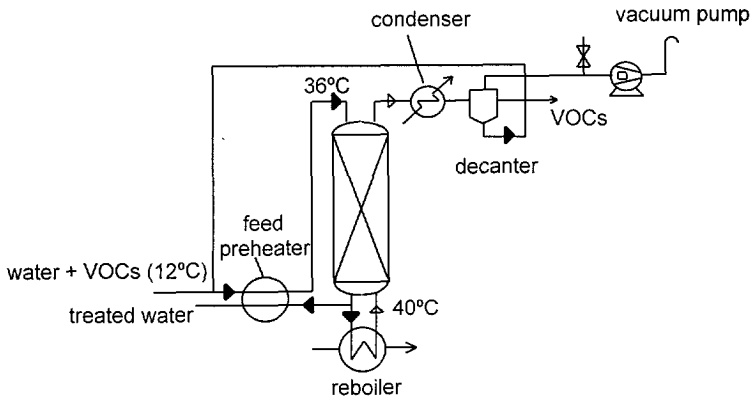 vacuum pump
condenser
36ºC
VOCs
decanter
feed
preheater
water + VOCs (12ºC)
treated water
40ºC
reboiler